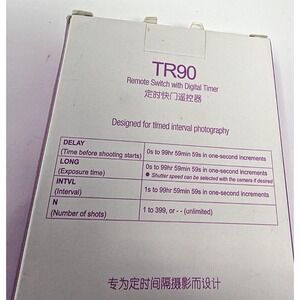 TR90
Remote Switch with Digital Timer
定时快门遥控器
Designed for timed interval photography
DELAY
(Time before shooting starts) 0s to 99hr 59min 59s in one-second increments
LONG 0s to 99hr 59min 59s in one-second increments
(Exposure time) ● Shutter speed can be selected with the camera if desired
INTVL
(Interval) 1s to 99hr 59min 59s in one-second increments
N
(Number of shots) 1 to 399, or - - (unlimited)
专为定时间隔摄影而设计